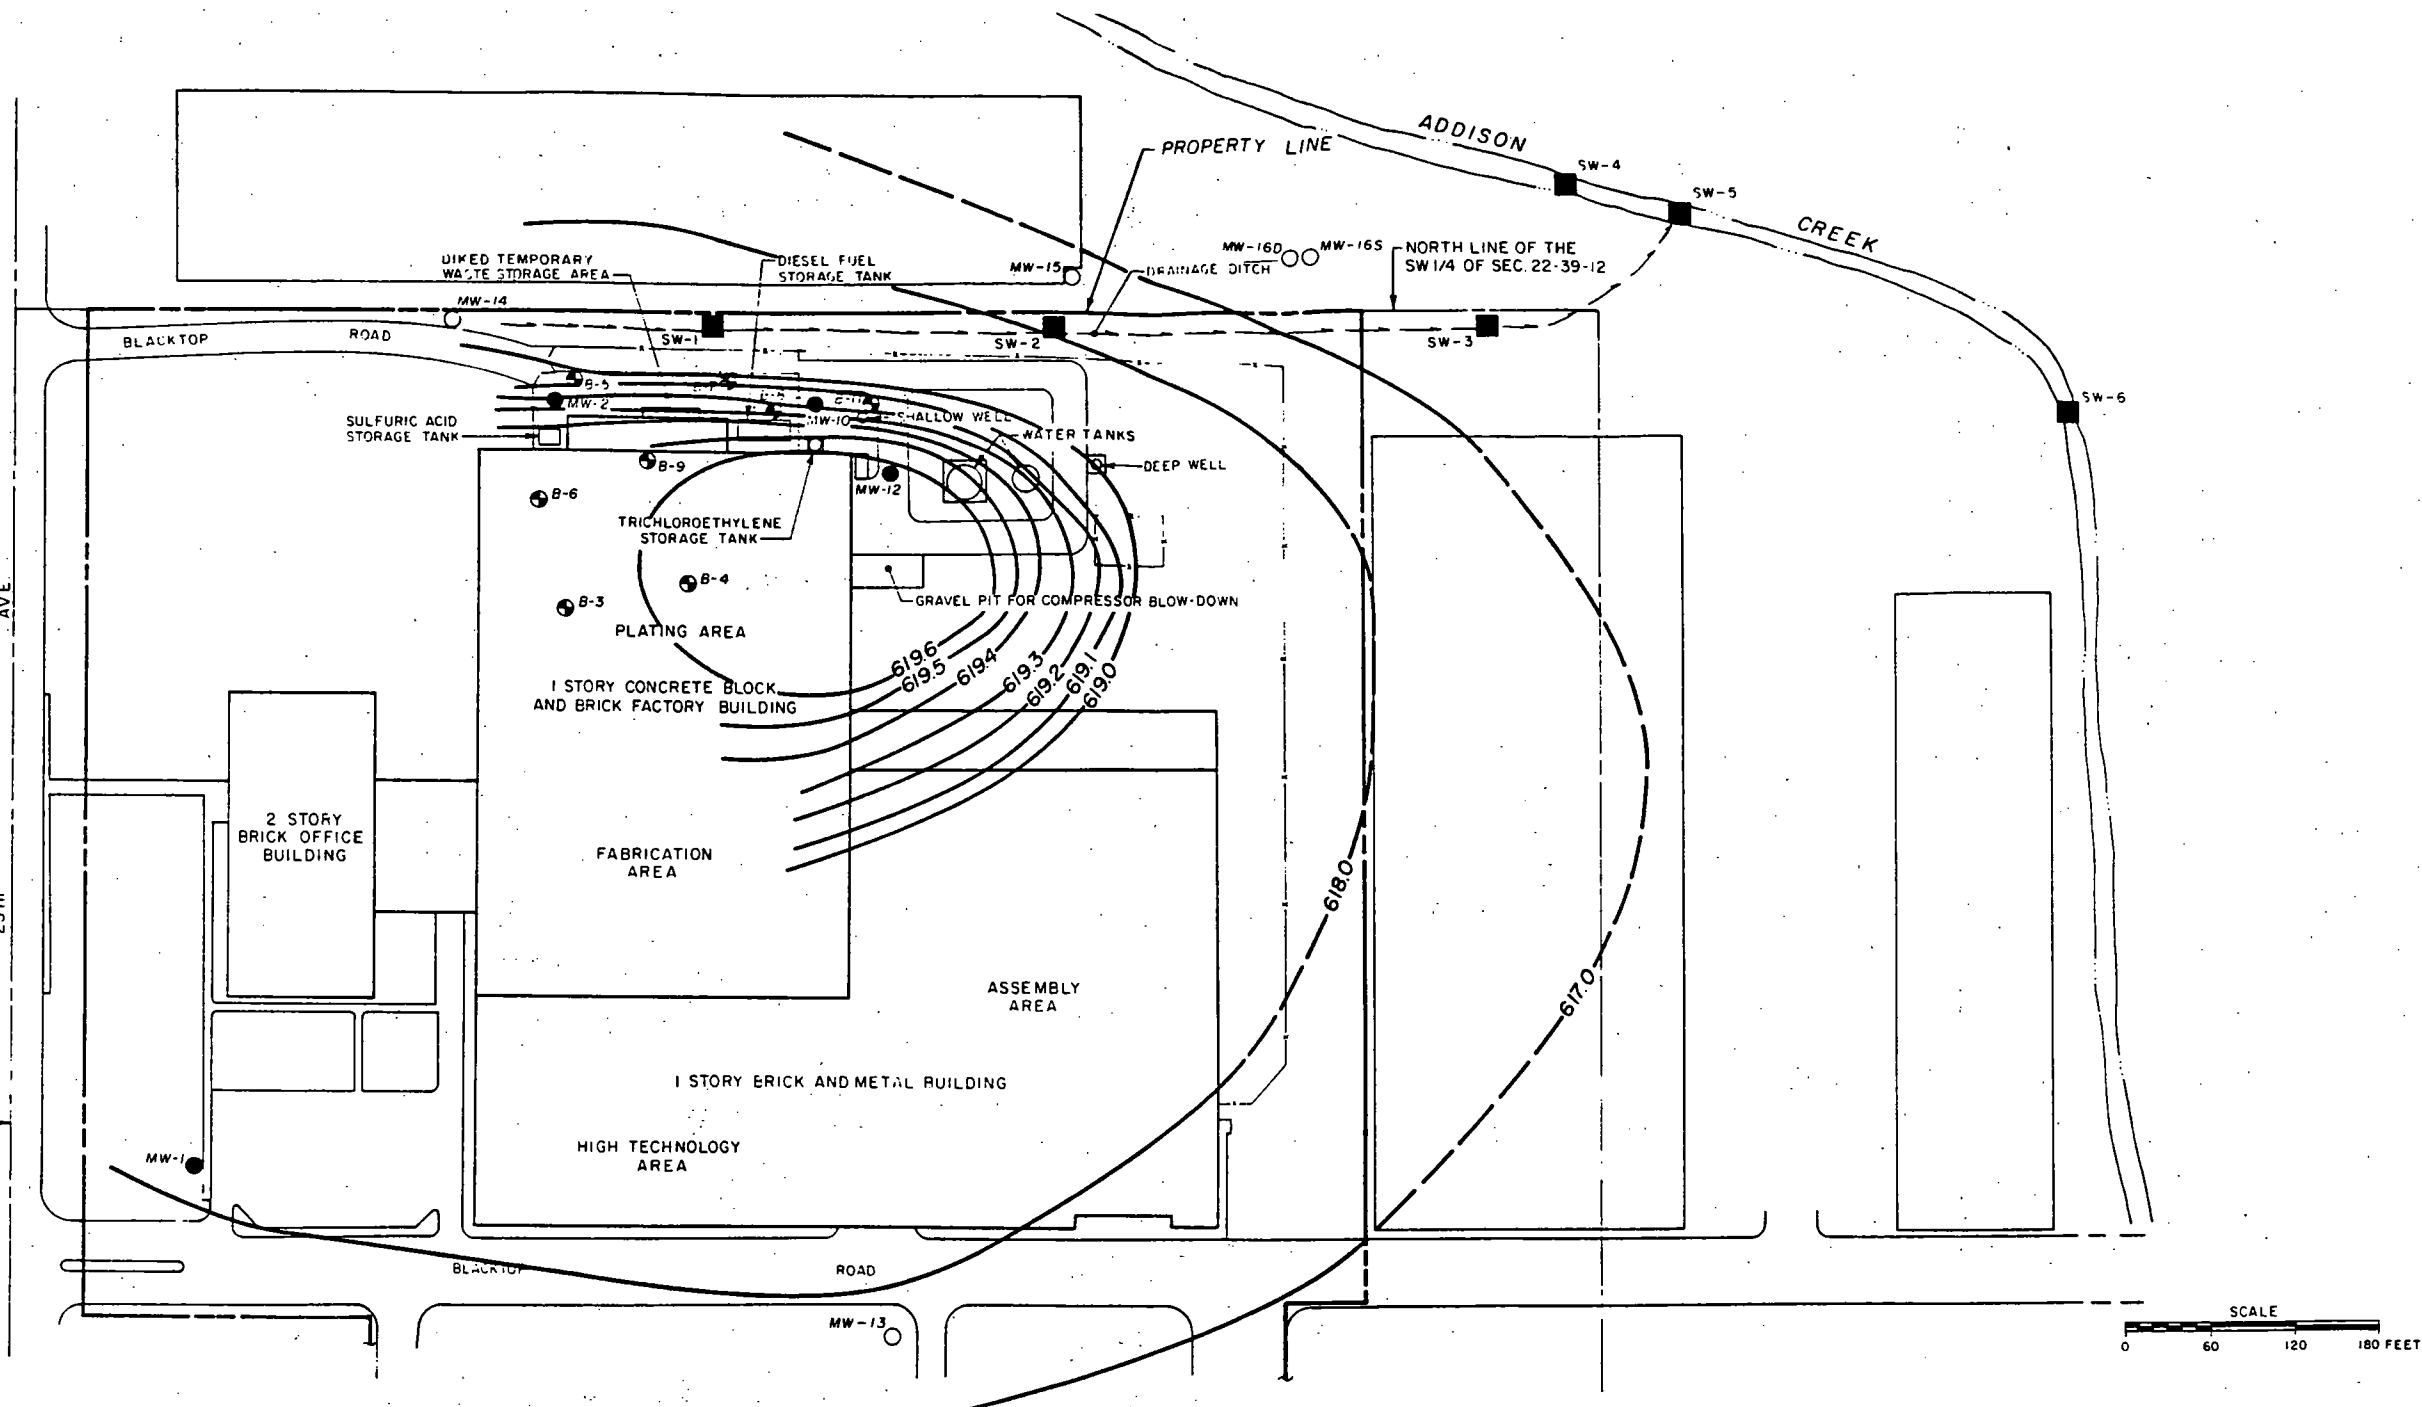 ADDISON
CREEK
SW-4
SW-5
PROPERTY LINE
MW-16D
MW-16S
NORTH LINE OF THE
SW 1/4 OF SEC. 22-39-12
DIKED TEMPORARY
WASTE STORAGE AREA
DIESEL FUEL
STORAGE TANK
MW-15
DRAINAGE DITCH
MW-14
BLACKTOP
ROAD
SW-1
SW-2
SW-3
B-5
MW-2
SULFURIC ACID
STORAGE TANK
MW-10
SHALLOW WELL
WATER TANKS
SW-6
B-9
DEEP WELL
B-6
MW-12
TRICHLOROETHYLENE
STORAGE TANK
B-4
B-3
GRAVEL PIT FOR COMPRESSOR BLOW-DOWN
AVE.
PLATING AREA
619.6
619.5
619.4
619.3
619.2
619.1
619.0
1 STORY CONCRETE BLOCK
AND BRICK FACTORY BUILDING
2 STORY
BRICK OFFICE
BUILDING
FABRICATION
AREA
618.0
617.0
ASSEMBLY
AREA
1 STORY BRICK AND METAL BUILDING
HIGH TECHNOLOGY
AREA
MW-1
BLACKTOP
ROAD
MW-13
SCALE
0 60 120 180 FEET